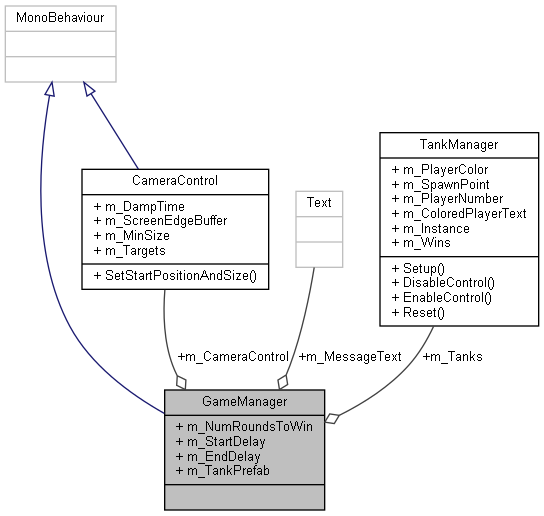 MonoBehaviour
TankManager
+ m_PlayerColor
+ m_SpawnPoint
+ m_PlayerNumber
+ m_ColoredPlayerText
+ m_Instance
+ m_Wins
+ Setup()
+ DisableControl()
+ EnableControl()
+ Reset()
CameraControl
+ m_DampTime
+ m_ScreenEdgeBuffer
+ m_MinSize
+ m_Targets
+ SetStartPositionAndSize()
Text
+m_CameraControl
+m_MessageText
+m_Tanks
GameManager
+ m_NumRoundsToWin
+ m_StartDelay
+ m_EndDelay
+ m_TankPrefab